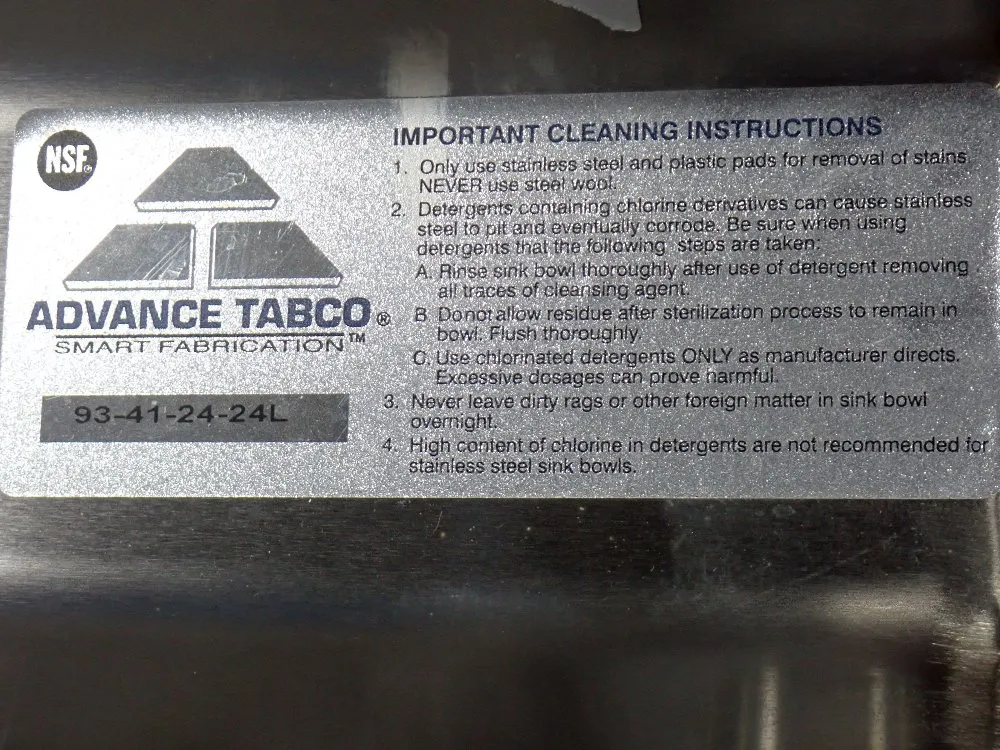 NSF®
ADVANCE TABCO®
SMART FABRICATION™
93-41-24-24L
IMPORTANT CLEANING INSTRUCTIONS
1. Only use stainless steel and plastic pads for removal of stains.
NEVER use steel wool.
2. Detergents containing chlorine derivatives can cause stainless
steel to pit and eventually corrode. Be sure when using
detergents that the following steps are taken:
A. Rinse sink bowl thoroughly after use of detergent removing
all traces of cleansing agent.
B. Do not allow residue after sterilization process to remain in
bowl. Flush thoroughly.
C. Use chlorinated detergents ONLY as manufacturer directs.
Excessive dosages can prove harmful.
3. Never leave dirty rags or other foreign matter in sink bowl
overnight.
4. High content of chlorine in detergents are not recommended for
stainless steel sink bowls.